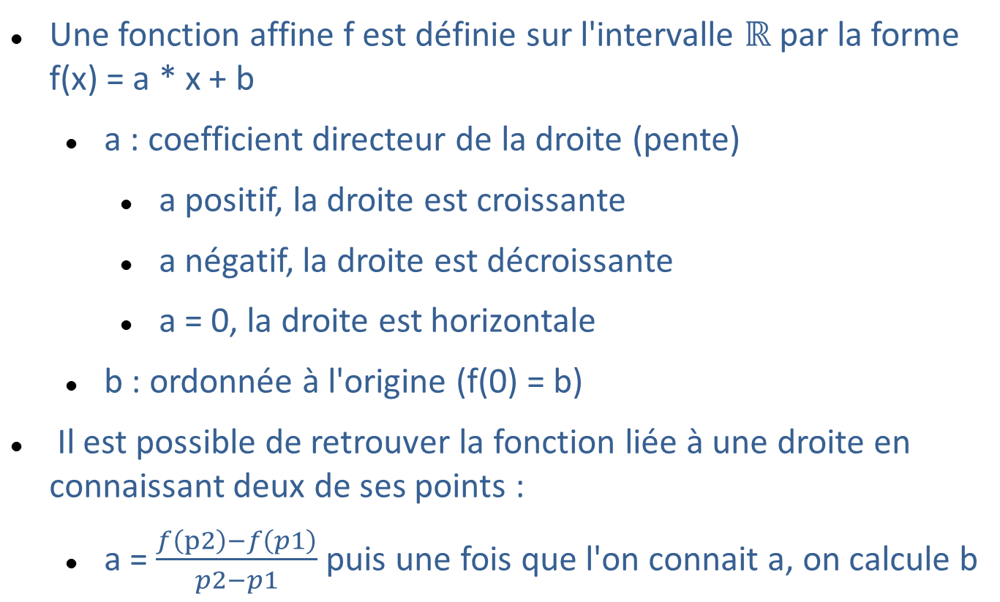 • Une fonction affine f est définie sur l'intervalle ℝ par la forme
f(x) = a * x + b
• a : coefficient directeur de la droite (pente)
• a positif, la droite est croissante
• a négatif, la droite est décroissante
• a = 0, la droite est horizontale
• b : ordonnée à l'origine (f(0) = b)
• Il est possible de retrouver la fonction liée à une droite en
connaissant deux de ses points :
• a = \frac{f(p2)−f(p1)}{p2−p1} puis une fois que l'on connait a, on calcule b